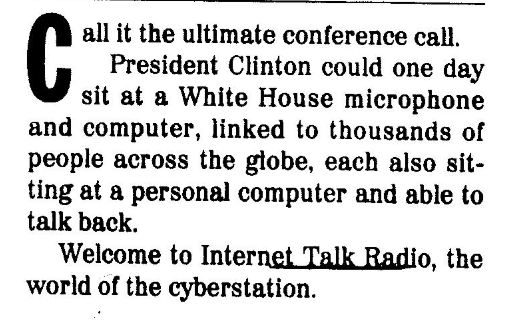 Call it the ultimate conference call.
President Clinton could one day
sit at a White House microphone
and computer, linked to thousands of
people across the globe, each also sit-
ting at a personal computer and able to
talk back.
Welcome to Internet Talk Radio, the
world of the cyberstation.